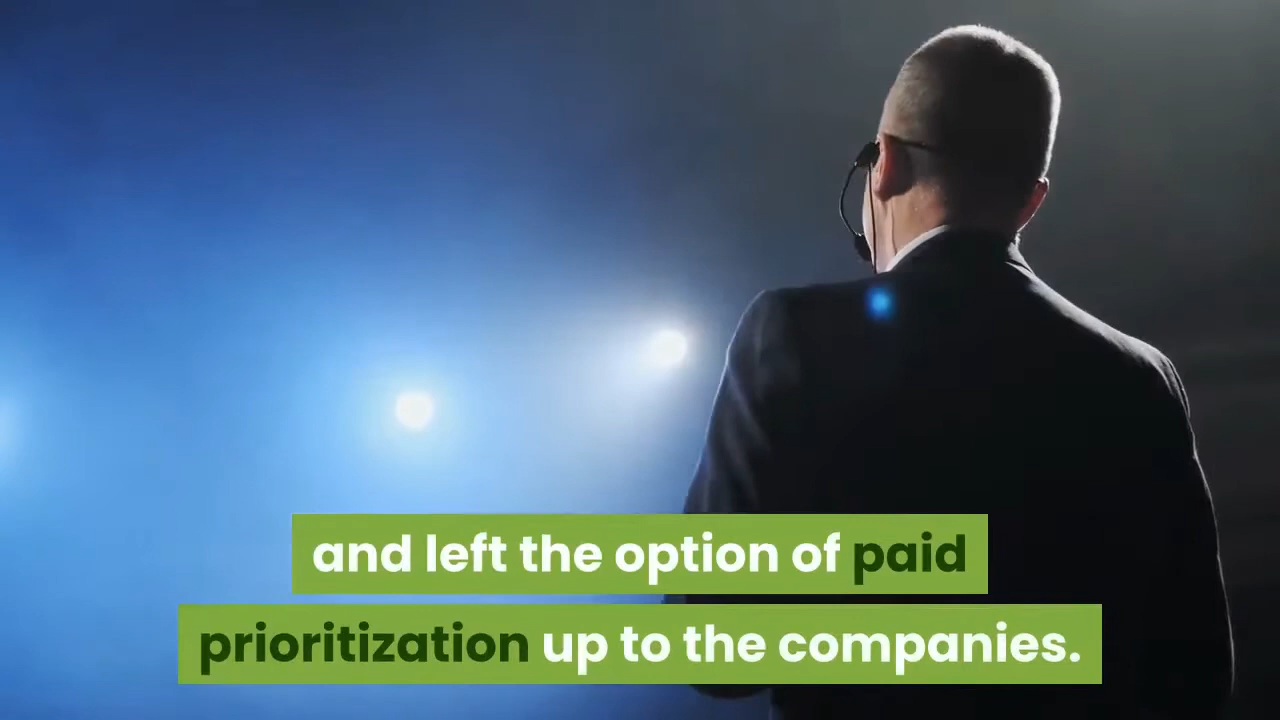 and left the option of paid
prioritization up to the companies.